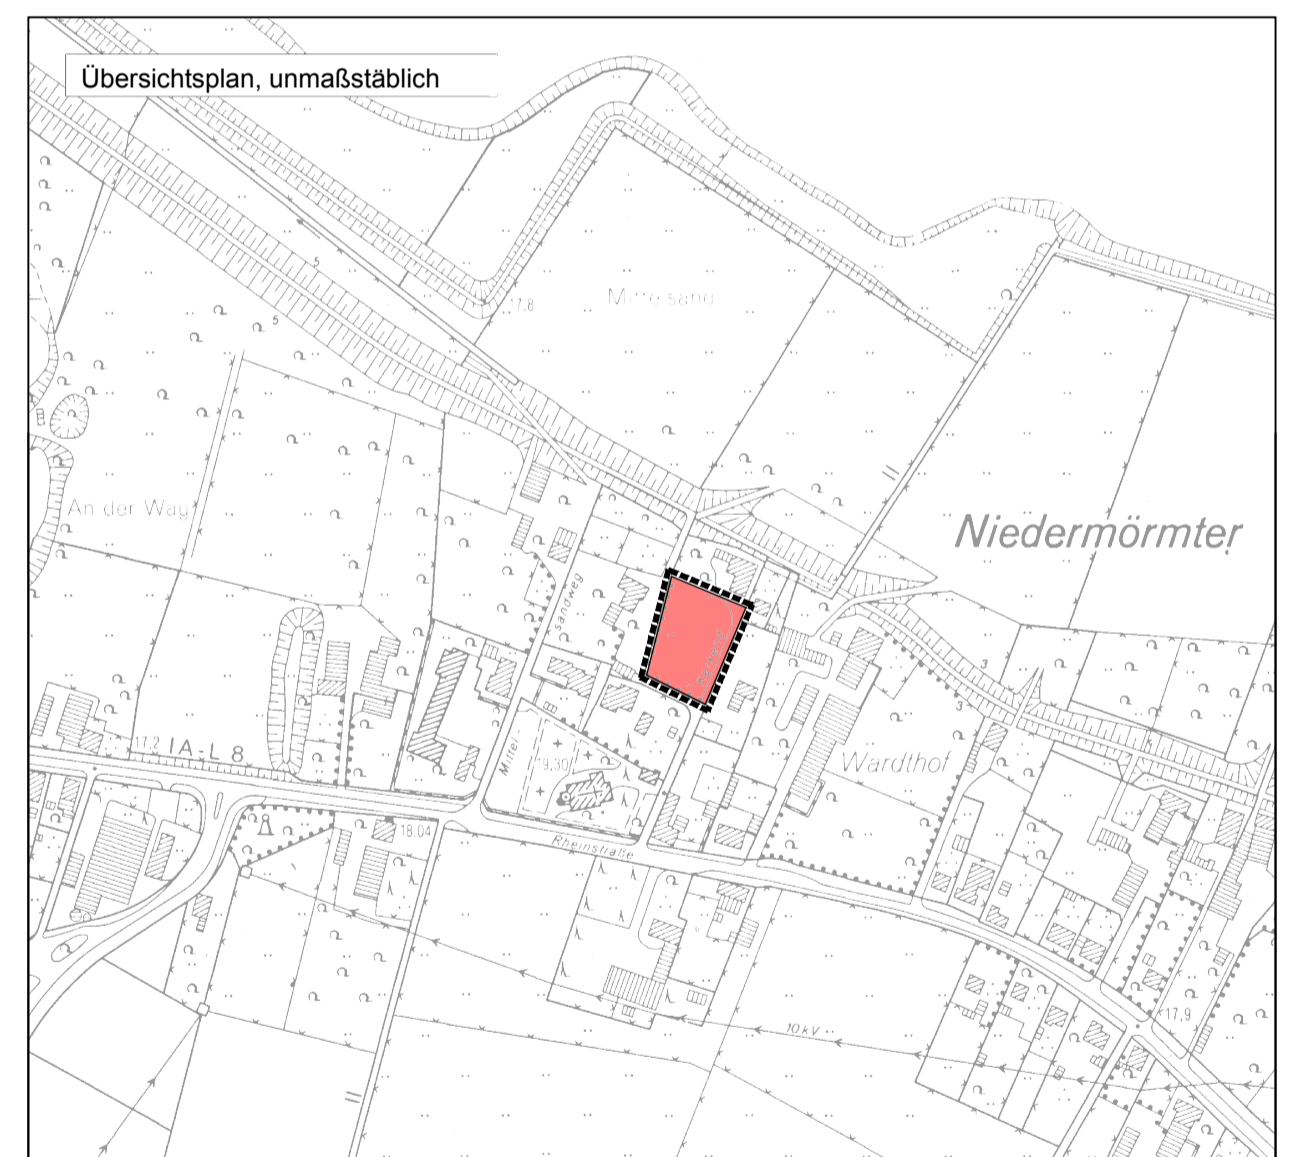 Übersichtsplan, unmaßstäblich
5
17.8
Mittelsand
5
An der Way
Niedermörmter
sandweg
3
3
17.2 IA-L 8
Mittel
19.30
Wardthof
18.04
Rheinstraße
17,9
10 kV